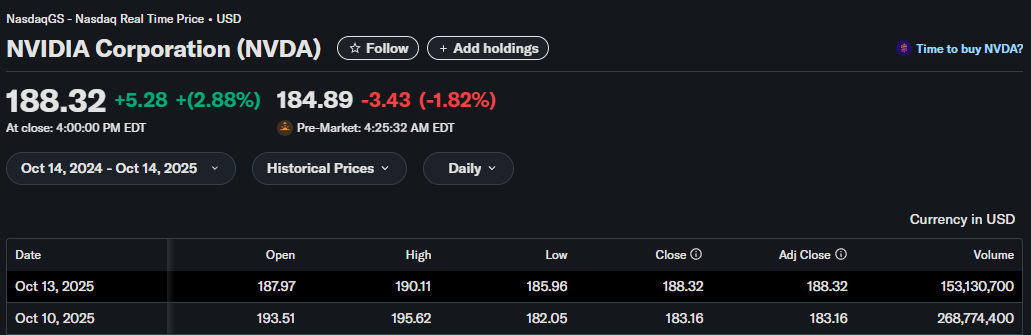 NasdaqGS - Nasdaq Real Time Price • USD
NVIDIA Corporation (NVDA) Follow + Add holdings Time to buy NVDA?
188.32 +5.28 +(2.88%) 184.89 -3.43 (-1.82%)
At close: 4:00:00 PM EDT Pre-Market: 4:25:32 AM EDT
Oct 14, 2024 - Oct 14, 2025 Historical Prices Daily
Currency in USD
Date Open High Low Close Adj Close Volume
Oct 13, 2025 187.97 190.11 185.96 188.32 188.32 153,130,700
Oct 10, 2025 193.51 195.62 182.05 183.16 183.16 268,774,400